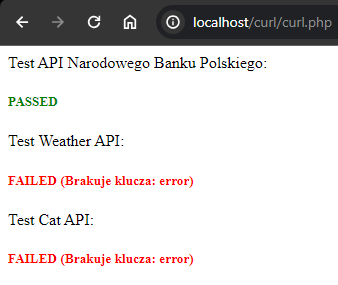 localhost/curl/curl.php
Test API Narodowego Banku Polskiego:
PASSED
Test Weather API:
FAILED (Brakuje klucza: error)
Test Cat API:
FAILED (Brakuje klucza: error)